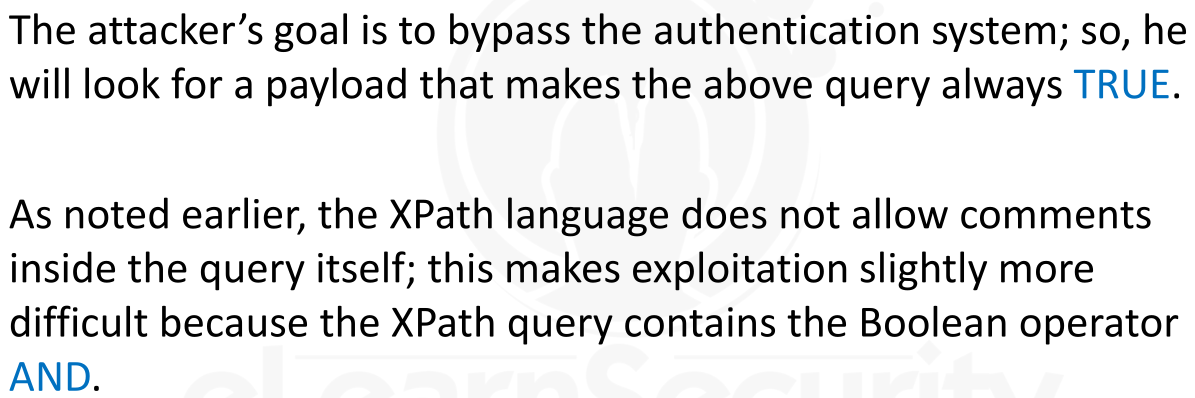 The attacker’s goal is to bypass the authentication system; so, he
will look for a payload that makes the above query always TRUE.
As noted earlier, the XPath language does not allow comments
inside the query itself; this makes exploitation slightly more
difficult because the XPath query contains the Boolean operator
AND.
eLearnSecurity